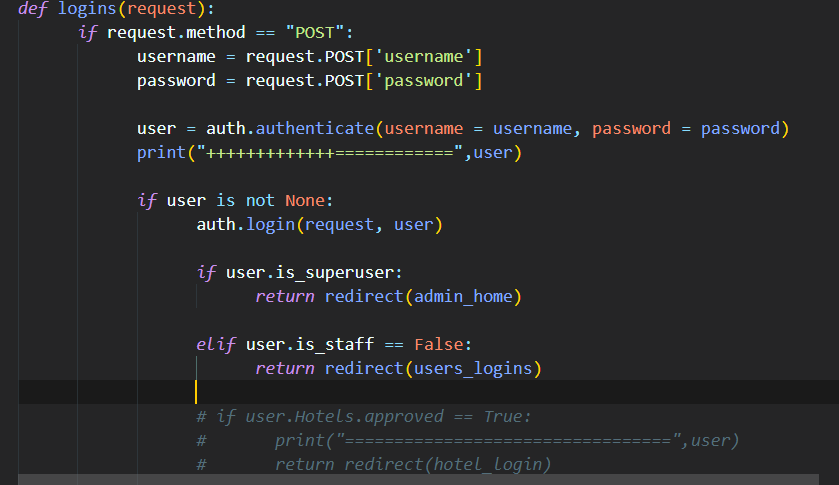 def logins(request):
if request.method == "POST":
username = request.POST['username']
password = request.POST['password']
user = auth.authenticate(username = username, password = password)
print("+++++++++++++============",user)
if user is not None:
auth.login(request, user)
if user.is_superuser:
return redirect(admin_home)
elif user.is_staff == False:
return redirect(users_logins)
# if user.Hotels.approved == True:
# print("=================================",user)
# return redirect(hotel_login)